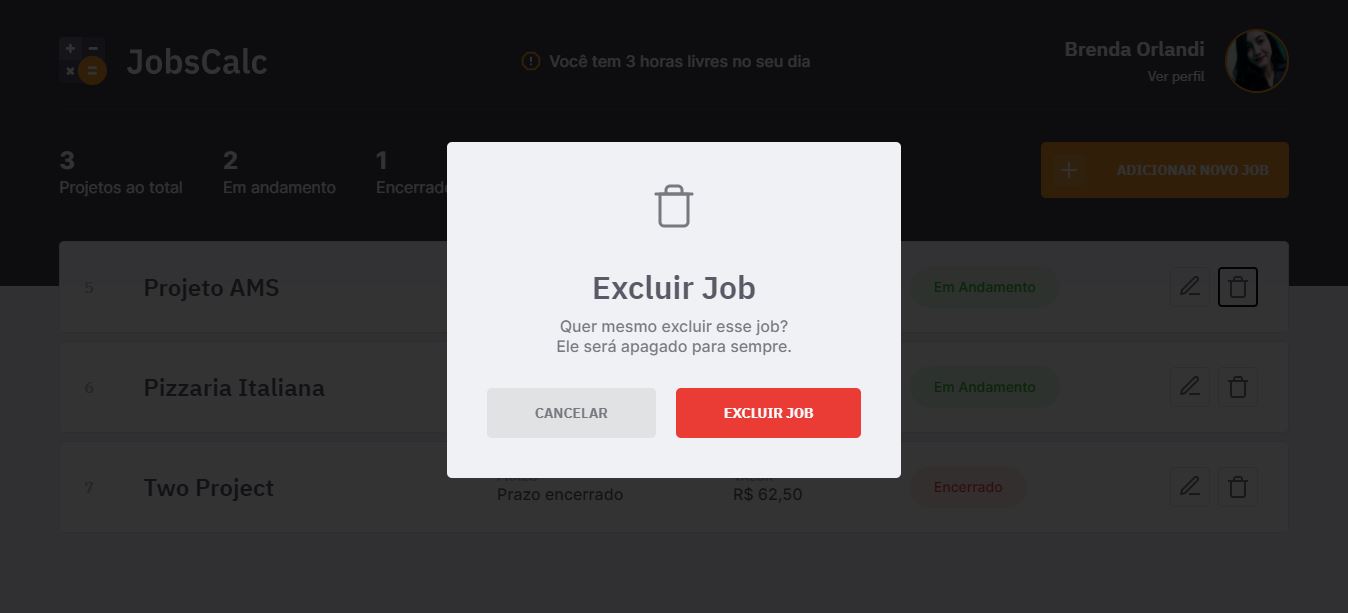 JobsCalc
Você tem 3 horas livres no seu dia
Brenda Orlandi
Ver perfil
3
Projetos ao total
2
Em andamento
1
ADICIONAR NOVO JOB
Excluir Job
Quer mesmo excluir esse job?
Ele será apagado para sempre.
CANCELAR
EXCLUIR JOB
5
Projeto AMS
Em Andamento
6
Pizzaria Italiana
Em Andamento
7
Two Project
Prazo encerrado
R$ 62,50
Encerrado